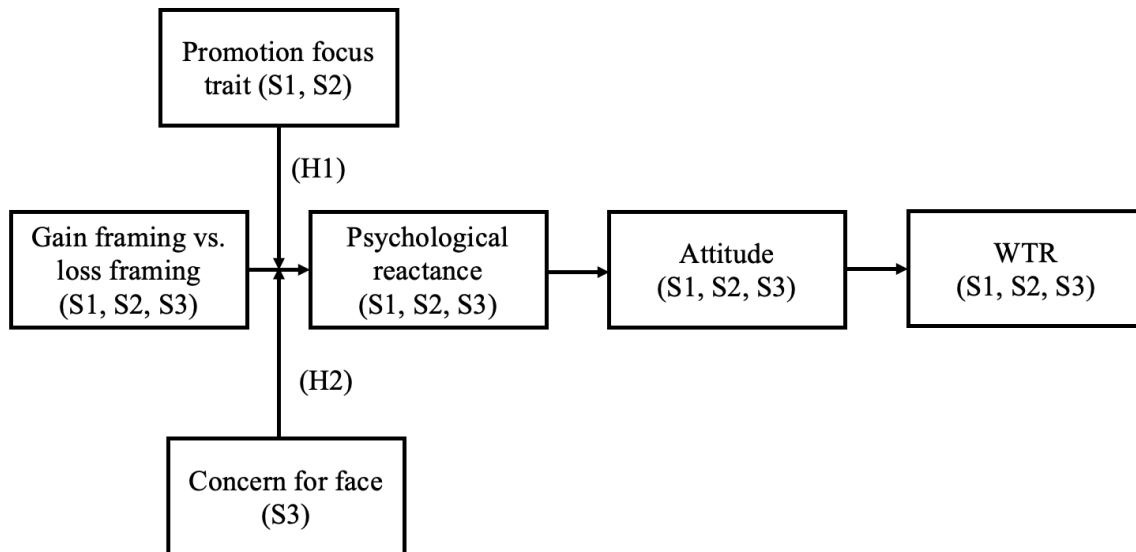 Promotion focus
trait (S1, S2)
(H1)
Gain framing vs.
loss framing
(S1, S2, S3)
Psychological
reactance
(S1, S2, S3)
Attitude
(S1, S2, S3)
WTR
(S1, S2, S3)
(H2)
Concern for face
(S3)